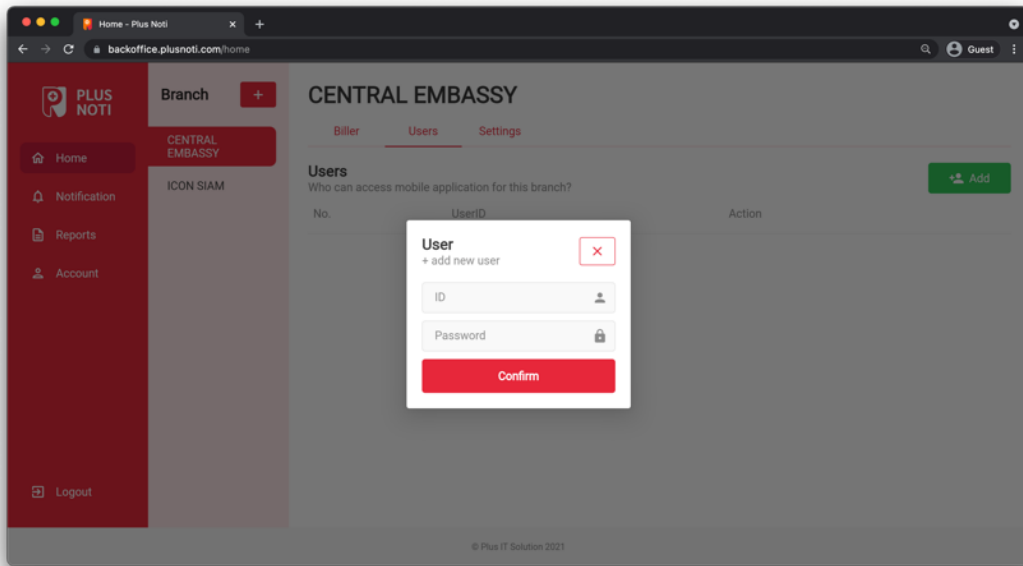 Home - Plus Noti
backoffice.plusnoti.com/home
Guest
PLUS
NOTI
Home
Notification
Reports
Account
Logout
Branch
+
CENTRAL
EMBASSY
ICON SIAM
CENTRAL EMBASSY
Biller Users Settings
Users
Who can access mobile application for this branch?
Add
No. UserID Action
User
+ add new user
ID
Password
Confirm
© Plus IT Solution 2021